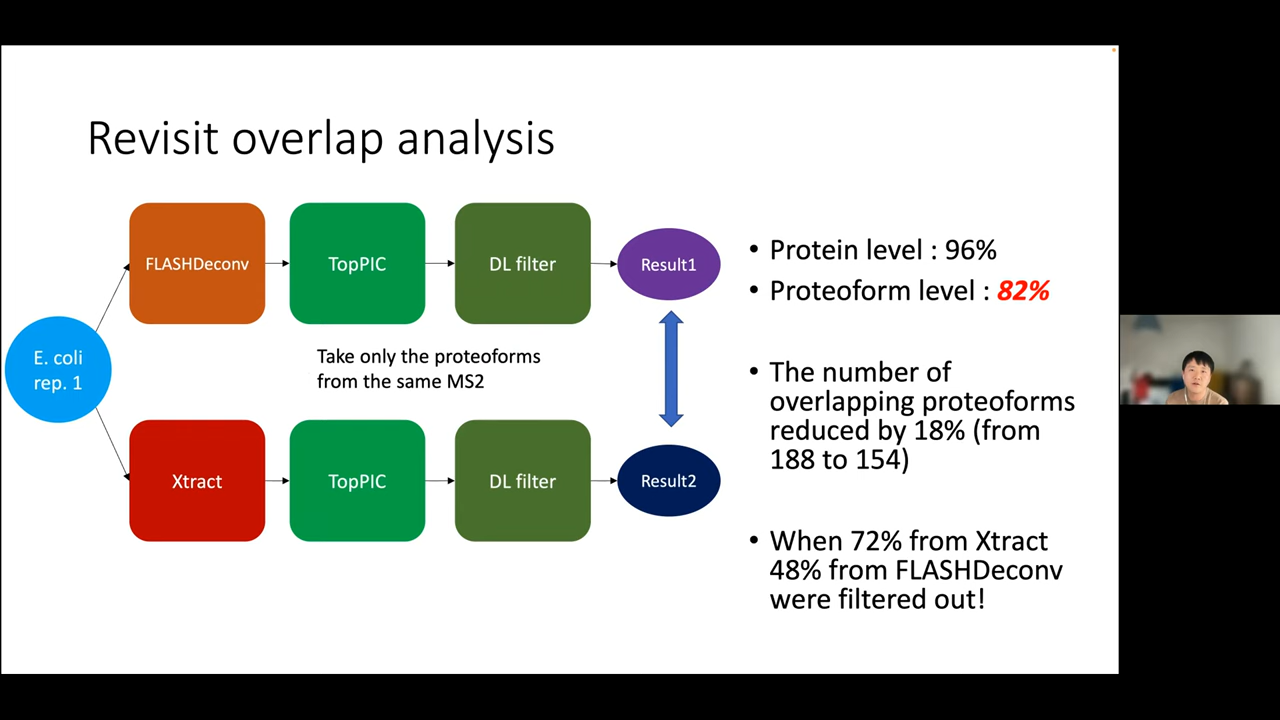 Revisit overlap analysis
FLASHDeconv
TopPIC
DL filter
Result1
E. coli
rep. 1
Take only the proteoforms
from the same MS2
Xtract
TopPIC
DL filter
Result2
• Protein level : 96%
• Proteoform level : 82%
• The number of
overlapping proteoforms
reduced by 18% (from
188 to 154)
• When 72% from Xtract
48% from FLASHDeconv
were filtered out!